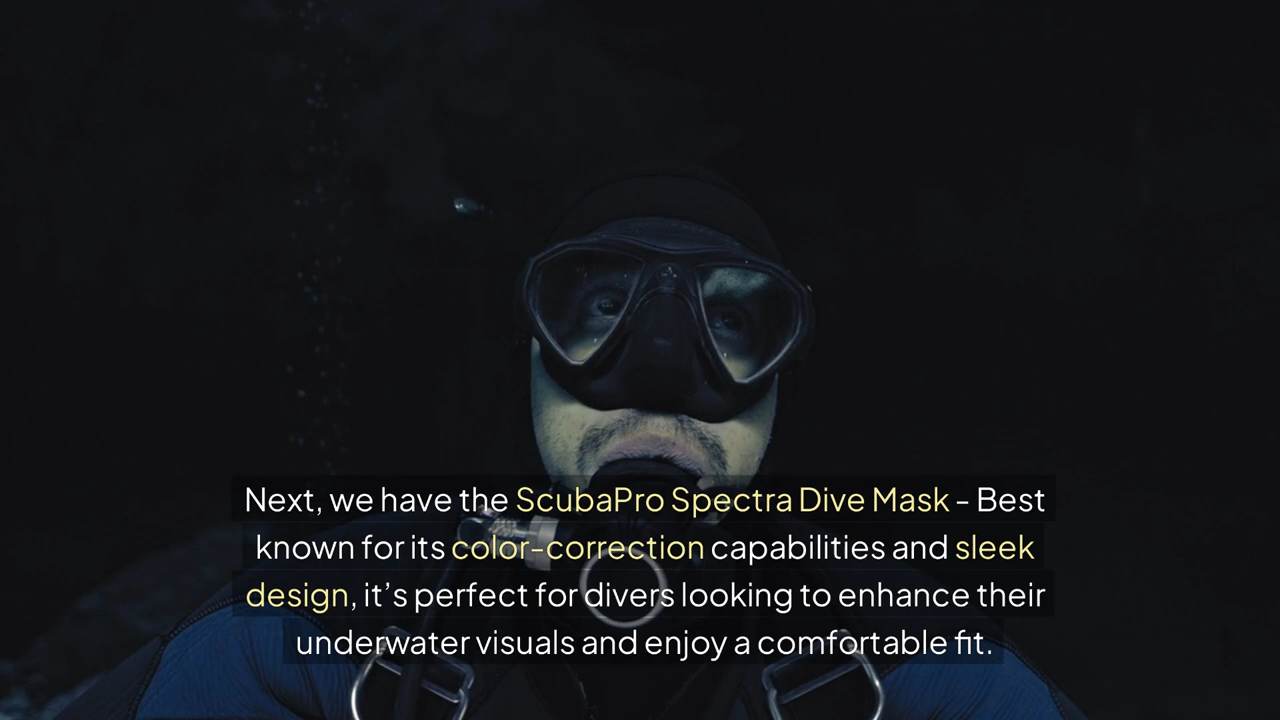 Next, we have the ScubaPro Spectra Dive Mask – Best
known for its color-correction capabilities and sleek
design, it’s perfect for divers looking to enhance their
underwater visuals and enjoy a comfortable fit.